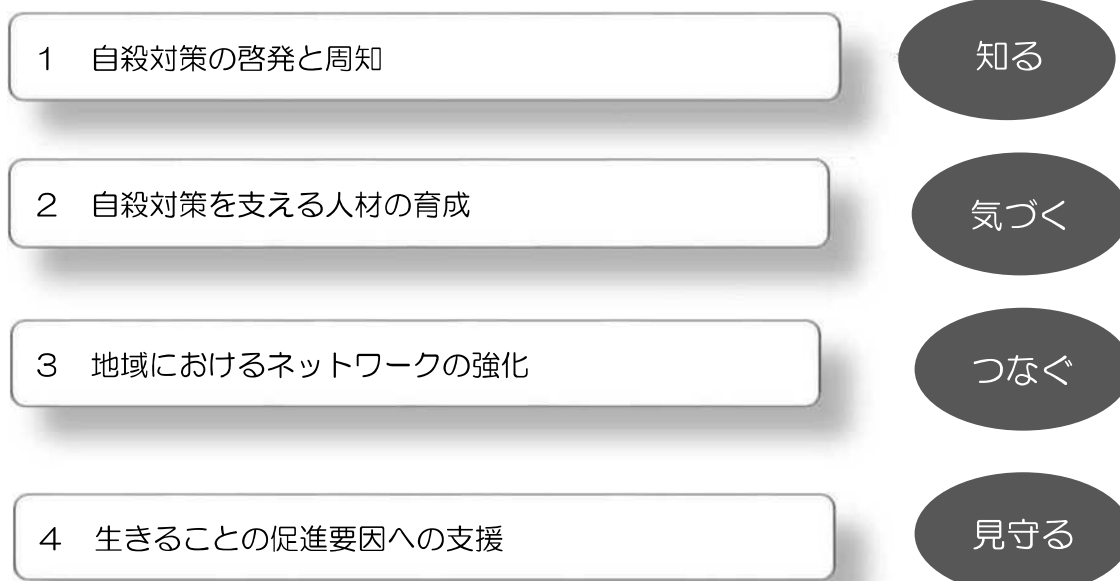 １　自殺対策の啓発と周知
知る
２　自殺対策を支える人材の育成
気づく
３　地域におけるネットワークの強化
つなぐ
４　生きることの促進要因への支援
見守る